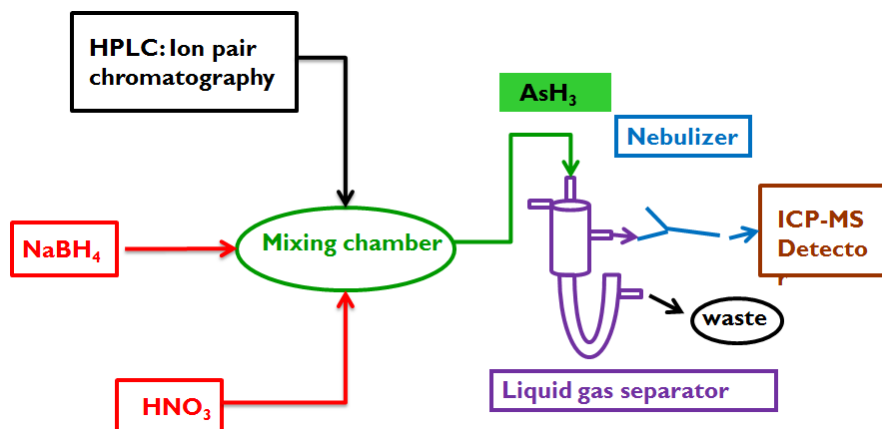 HPLC: Ion pair
chromatography
AsH₃
Nebulizer
NaBH₄
Mixing chamber
ICP-MS
Detecto
r
waste
Liquid gas separator
HNO₃